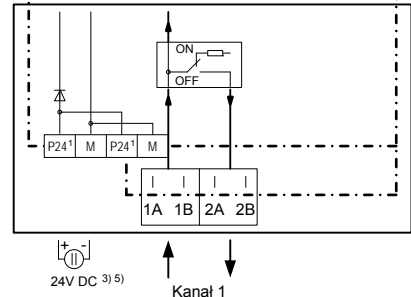 ON
OFF
P24¹ M P24¹ M
1A 1B 2A 2B
+ -
24V DC ³⁾ ⁵⁾
Kanał 1